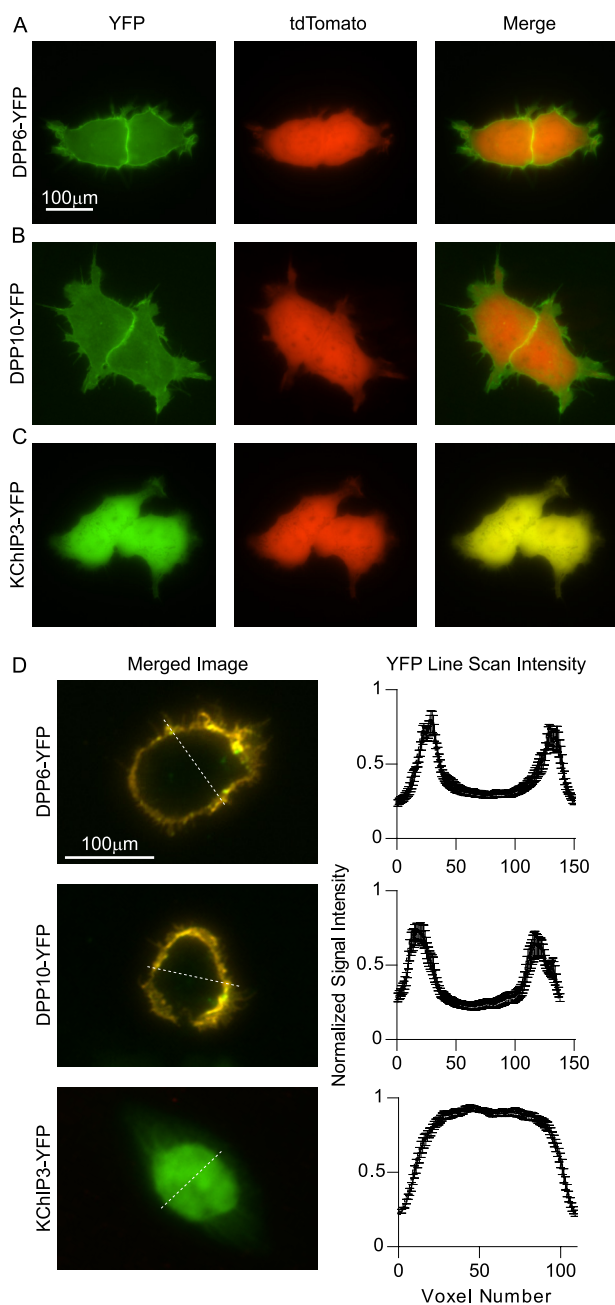 A
YFP
tdTomato
Merge
DPP6-YFP
100μm
B
DPP10-YFP
C
KChIP3-YFP
D
Merged Image
YFP Line Scan Intensity
DPP6-YFP
100μm
1
0.5
0
0
50
100
150
DPP10-YFP
Normalized Signal Intensity
1
0.5
0
0
50
100
150
KChIP3-YFP
1
0.5
0
0
50
100
Voxel Number